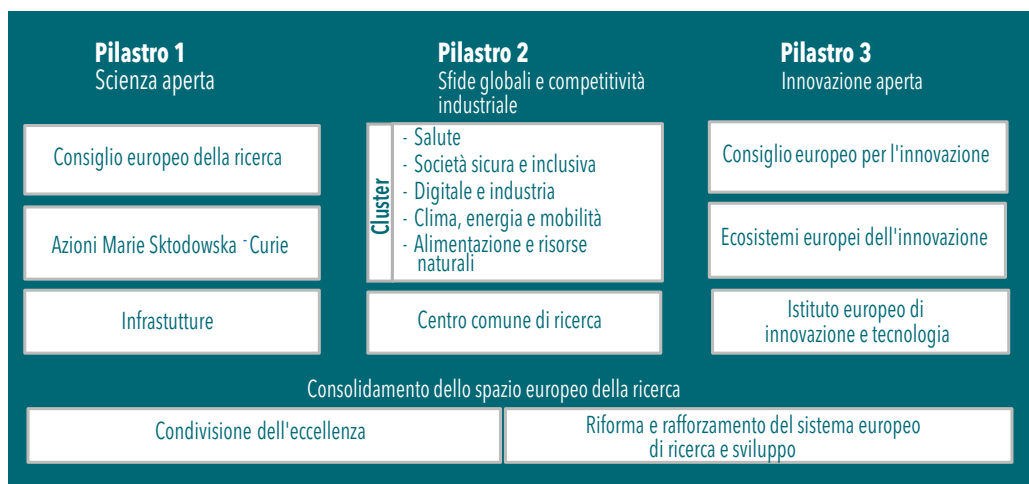 Pilastro 1
Scienza aperta
Consiglio europeo della ricerca
Azioni Marie Sktodowska - Curie
Infrastutture
Pilastro 2
Sfide globali e competitività
industriale
Cluster
- Salute
- Società sicura e inclusiva
- Digitale e industria
- Clima, energia e mobilità
- Alimentazione e risorse
naturali
Centro comune di ricerca
Pilastro 3
Innovazione aperta
Consiglio europeo per l'innovazione
Ecosistemi europei dell'innovazione
Istituto europeo di
innovazione e tecnologia
Consolidamento dello spazio europeo della ricerca
Condivisione dell'eccellenza
Riforma e rafforzamento del sistema europeo
di ricerca e sviluppo